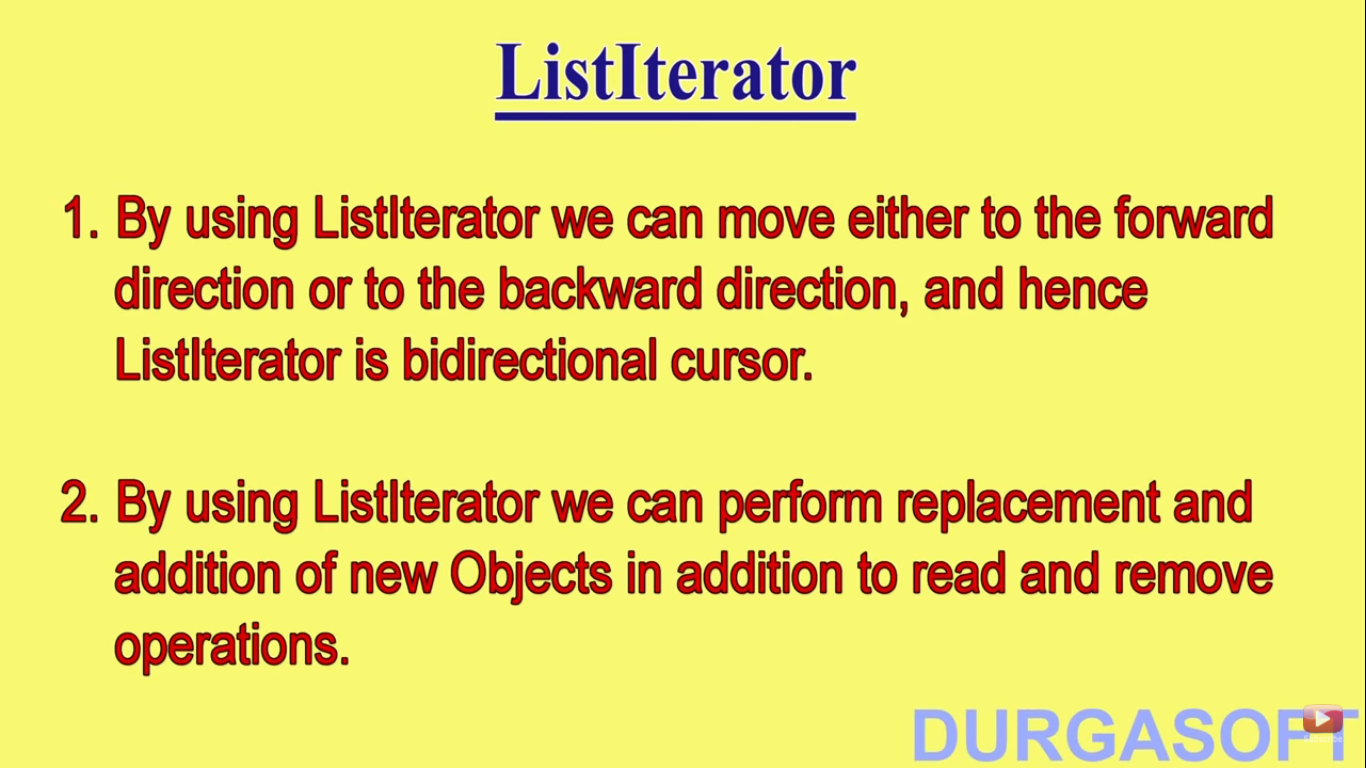 ListIterator
1. By using ListIterator we can move either to the forward
direction or to the backward direction, and hence
ListIterator is bidirectional cursor.
2. By using ListIterator we can perform replacement and
addition of new Objects in addition to read and remove
operations.
DURGASOFT